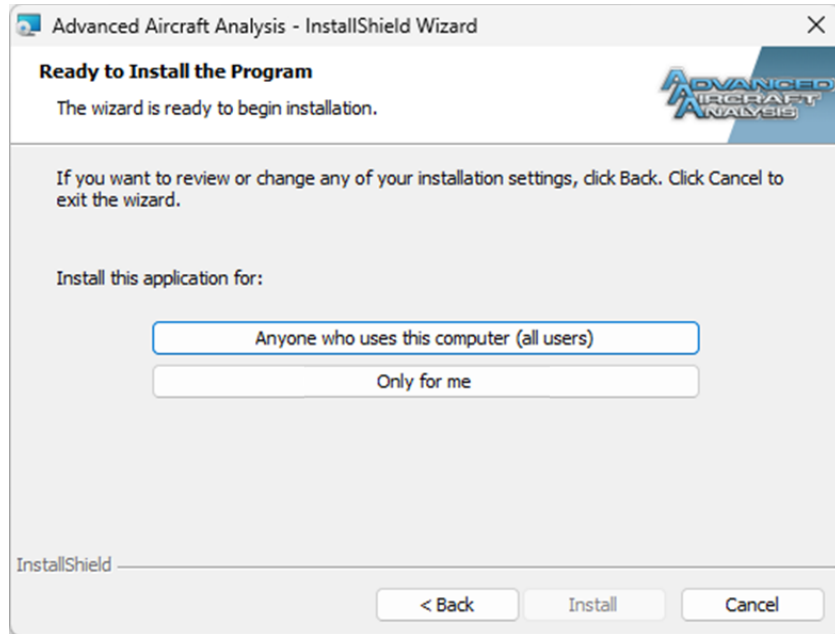 Advanced Aircraft Analysis - InstallShield Wizard
Ready to Install the Program
The wizard is ready to begin installation.
ADVANCED
AIRCRAFT
ANALYSIS
If you want to review or change any of your installation settings, click Back. Click Cancel to
exit the wizard.
Install this application for:
Anyone who uses this computer (all users)
Only for me
InstallShield
< Back
Install
Cancel